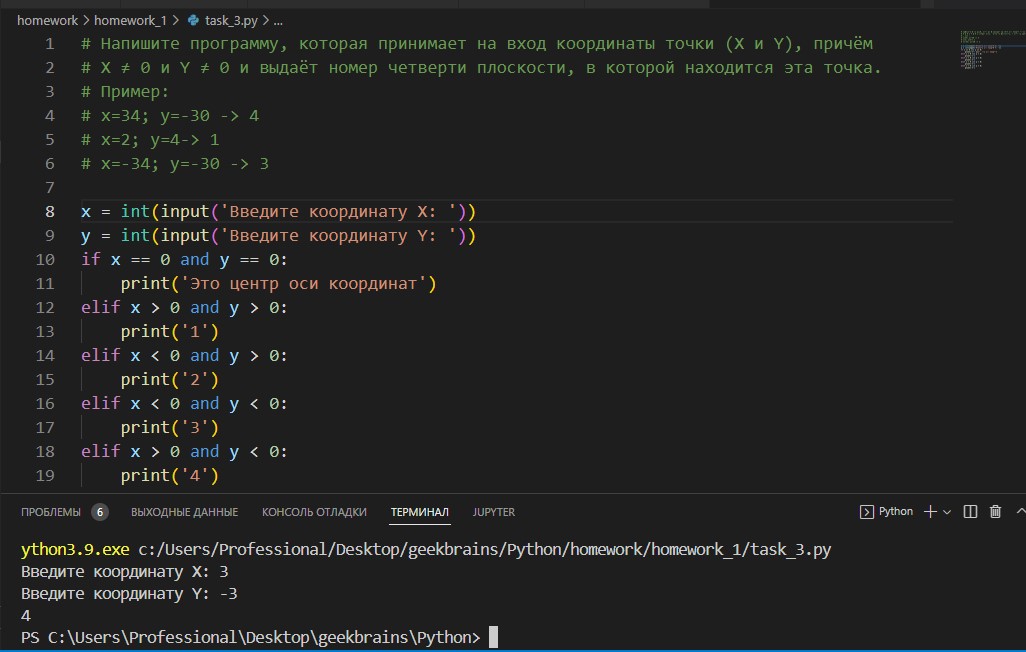 homework > homework_1 > task_3.py > ...
1 # Напишите программу, которая принимает на вход координаты точки (X и Y), причём
2 # X ≠ 0 и Y ≠ 0 и выдаёт номер четверти плоскости, в которой находится эта точка.
3 # Пример:
4 # x=34; y=-30 -> 4
5 # x=2; y=4-> 1
6 # x=-34; y=-30 -> 3
7
8 x = int(input('Введите координату X: '))
9 y = int(input('Введите координату Y: '))
10 if x == 0 and y == 0:
11 print('Это центр оси координат')
12 elif x > 0 and y > 0:
13 print('1')
14 elif x < 0 and y > 0:
15 print('2')
16 elif x < 0 and y < 0:
17 print('3')
18 elif x > 0 and y < 0:
19 print('4')
ПРОБЛЕМЫ 6 ВЫХОДНЫЕ ДАННЫЕ КОНСОЛЬ ОТЛАДКИ ТЕРМИНАЛ JUPYTER Python
ython3.9.exe c:/Users/Professional/Desktop/geekbrains/Python/homework/homework_1/task_3.py
Введите координату X: 3
Введите координату Y: -3
4
PS C:\Users\Professional\Desktop\geekbrains\Python>